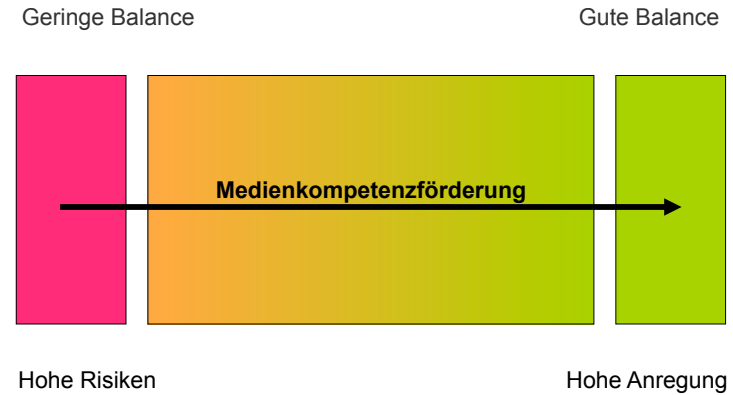 Geringe Balance
Gute Balance
Medienkompetenzförderung
Hohe Risiken
Hohe Anregung